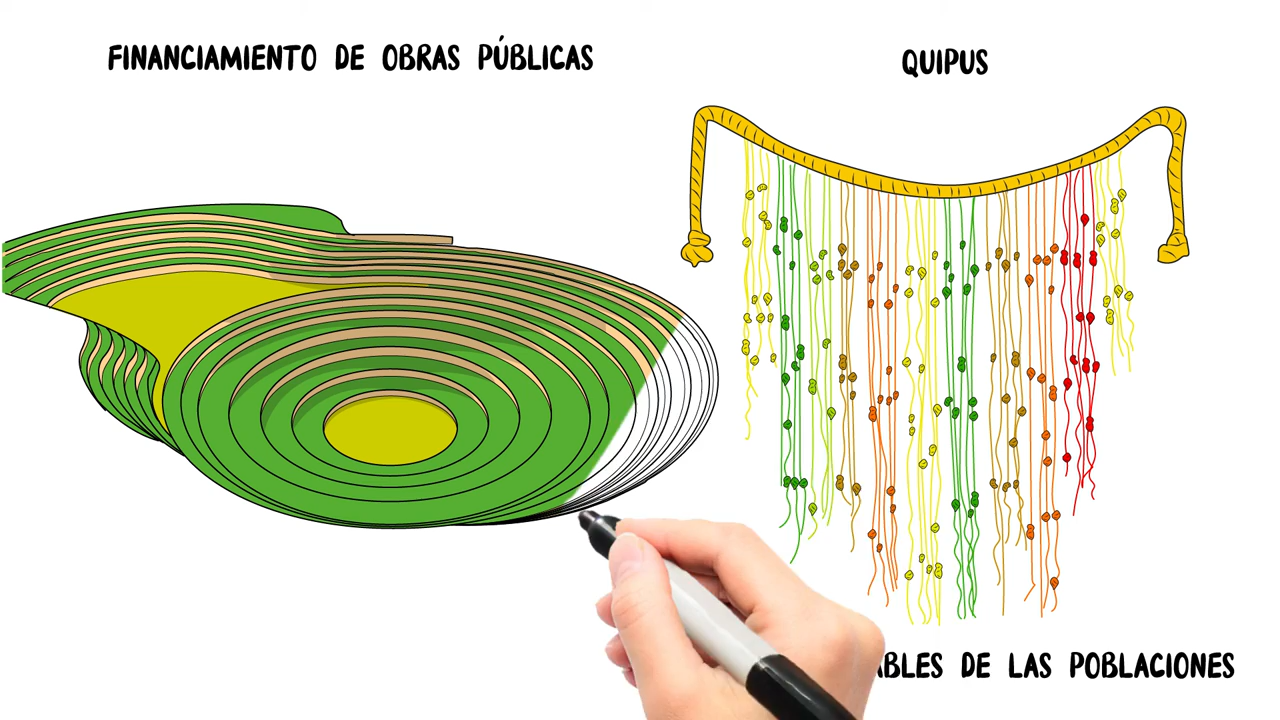 FINANCIAMIENTO DE OBRAS PÚBLICAS
QUIPUS
DE LAS POBLACIONES